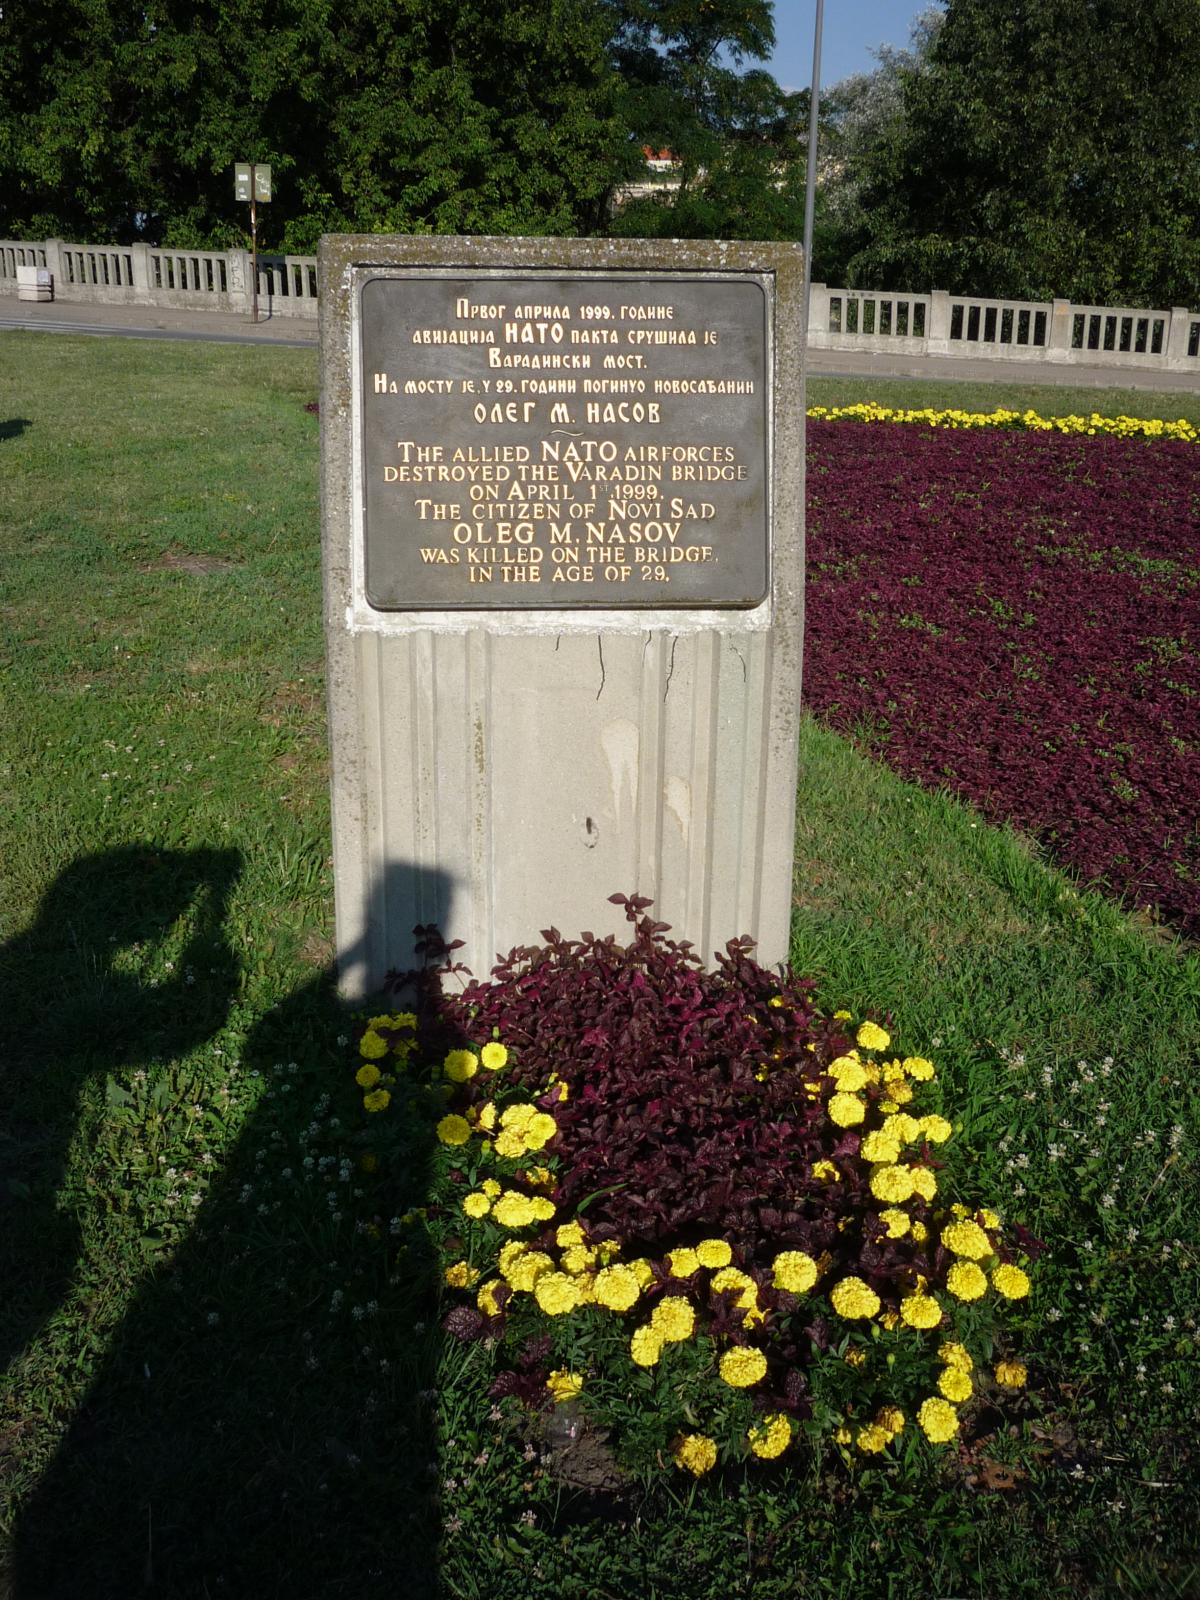 Првог априла 1999. године
авијација НАТО пакта срушила је
Варадински мост.
На мосту је, у 29. години погинуо новосађанин
ОЛЕГ М. НАСОВ
THE ALLIED NATO AIRFORCES
DESTROYED THE VARADIN BRIDGE
ON APRIL 1ST.1999.
THE CITIZEN OF NOVI SAD
OLEG M. NASOV
WAS KILLED ON THE BRIDGE,
IN THE AGE OF 29.